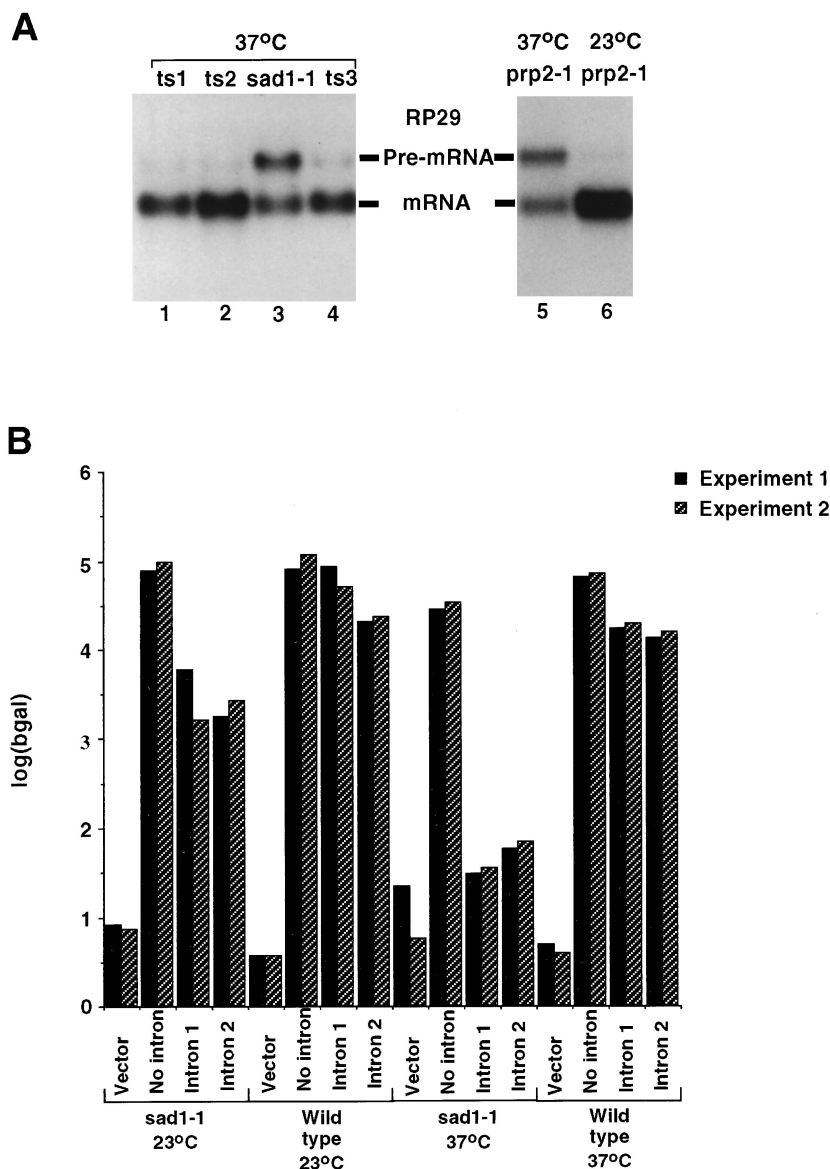 A
37°C
ts1 ts2 sad1-1 ts3
37°C 23°C
prp2-1 prp2-1
RP29
Pre-mRNA
mRNA
1 2 3 4
5 6
B
6
5
4
3
2
1
0
log(bgal)
Experiment 1
Experiment 2
Vector
No intron
Intron 1
Intron 2
Vector
No intron
Intron 1
Intron 2
Vector
No intron
Intron 1
Intron 2
Vector
No intron
Intron 1
Intron 2
sad1-1
23°C
Wild
type
23°C
sad1-1
37°C
Wild
type
37°C